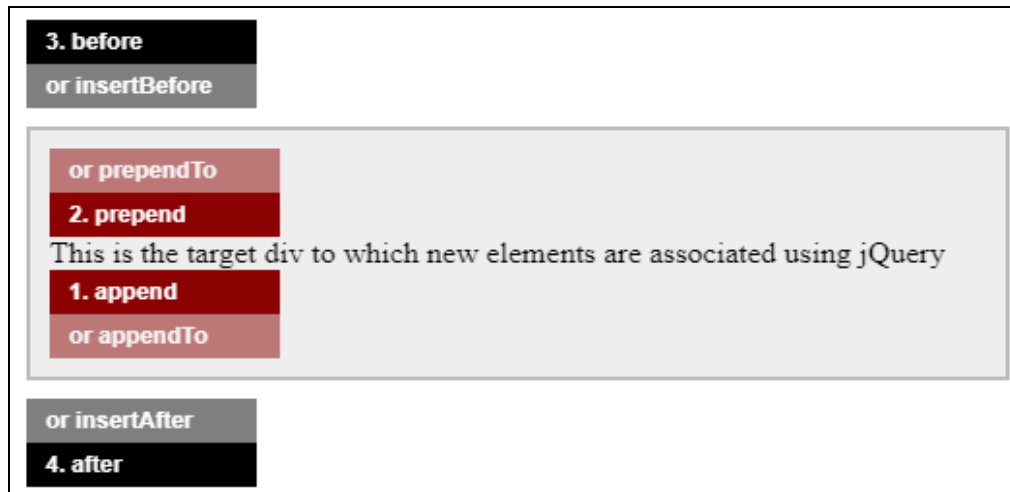 3. before
or insertBefore
or prependTo
2. prepend
This is the target div to which new elements are associated using jQuery
1. append
or appendTo
or insertAfter
4. after